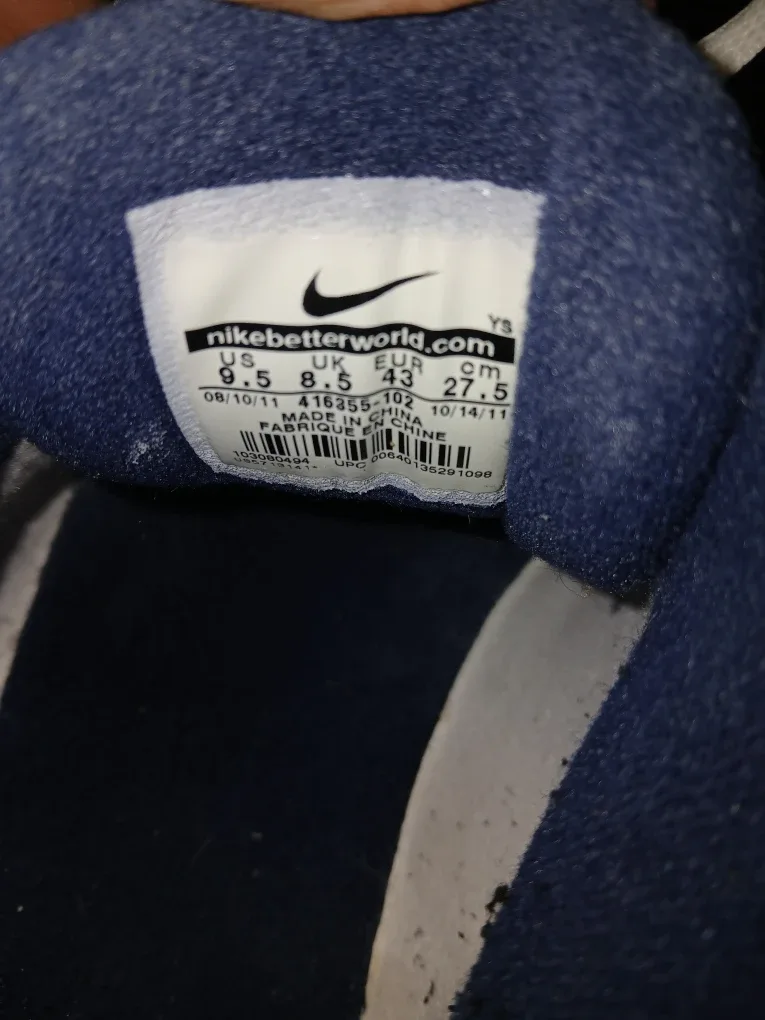 YS
nikebetterworld.com
US UK EUR cm
9.5 8.5 43 27.5
08/10/11 416355-102 10/14/11
MADE IN CHINA
FABRIQUE EN CHINE
103080494 UPC 00640135291098